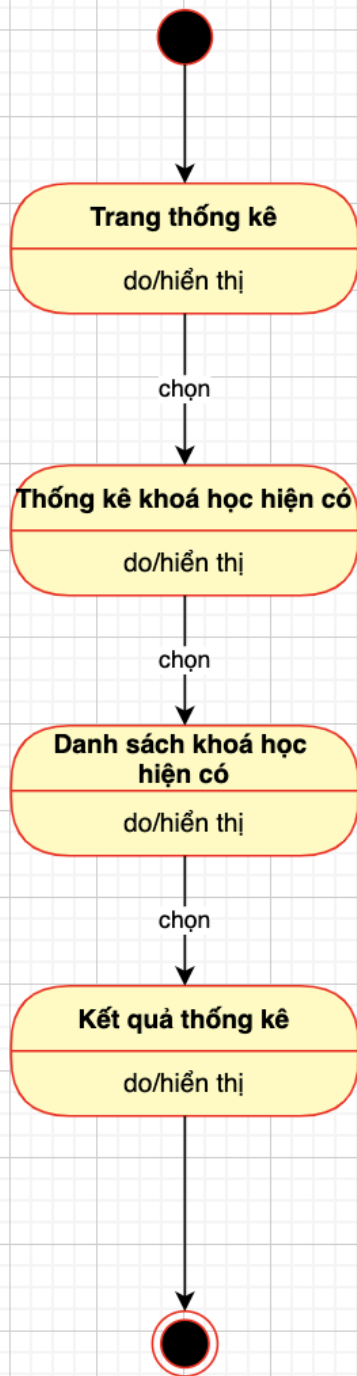 Trang thống kê
do/hiển thị
chọn
Thống kê khoá học hiện có
do/hiển thị
chọn
Danh sách khoá học
hiện có
do/hiển thị
chọn
Kết quả thống kê
do/hiển thị